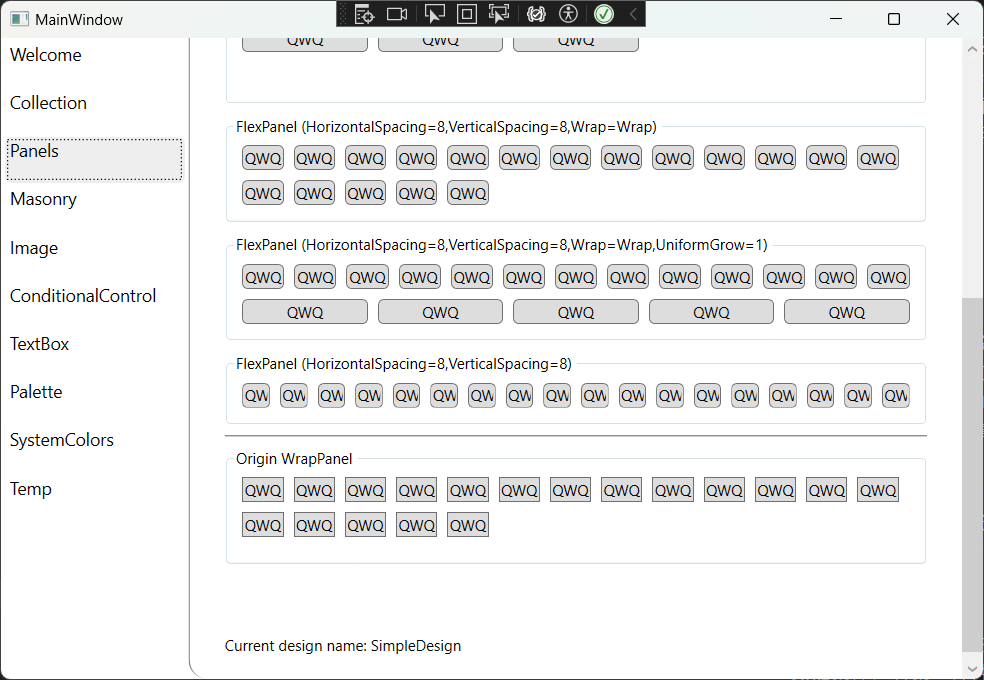 MainWindow
Welcome
Collection
Panels
Masonry
Image
ConditionalControl
TextBox
Palette
SystemColors
Temp
QWQ QWQ QWQ
FlexPanel (HorizontalSpacing=8,VerticalSpacing=8,Wrap=Wrap)
QWQ QWQ QWQ QWQ QWQ QWQ QWQ QWQ QWQ QWQ QWQ QWQ QWQ
QWQ QWQ QWQ QWQ QWQ
FlexPanel (HorizontalSpacing=8,VerticalSpacing=8,Wrap=Wrap,UniformGrow=1)
QWQ QWQ QWQ QWQ QWQ QWQ QWQ QWQ QWQ QWQ QWQ QWQ QWQ
QWQ QWQ QWQ QWQ QWQ
FlexPanel (HorizontalSpacing=8,VerticalSpacing=8)
QW QW QW QW QW QW QW QW QW QW QW QW QW QW QW QW QW QW
Origin WrapPanel
QWQ QWQ QWQ QWQ QWQ QWQ QWQ QWQ QWQ QWQ QWQ QWQ QWQ
QWQ QWQ QWQ QWQ QWQ
Current design name: SimpleDesign